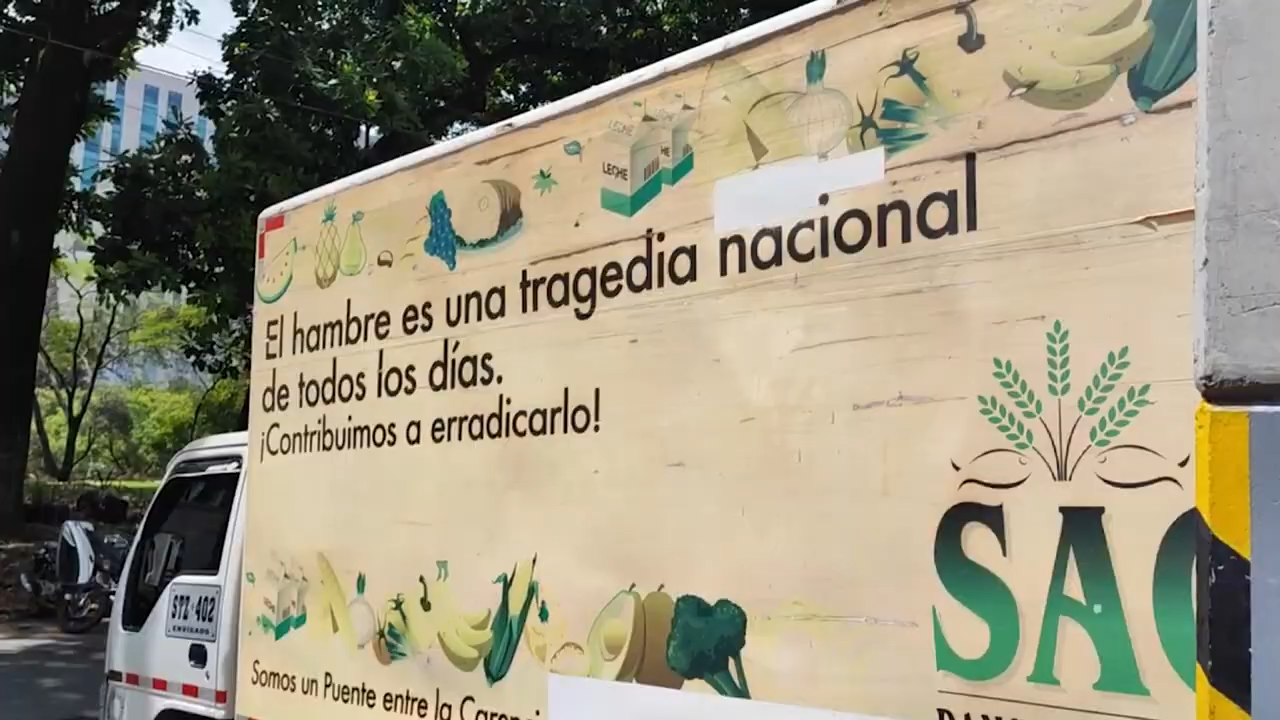 LECHE
LECHE
El hambre es una tragedia nacional
de todos los días.
¡Contribuimos a erradicarlo!
SA
STZ-402
ENVIGADO
Somos un Puente entre la